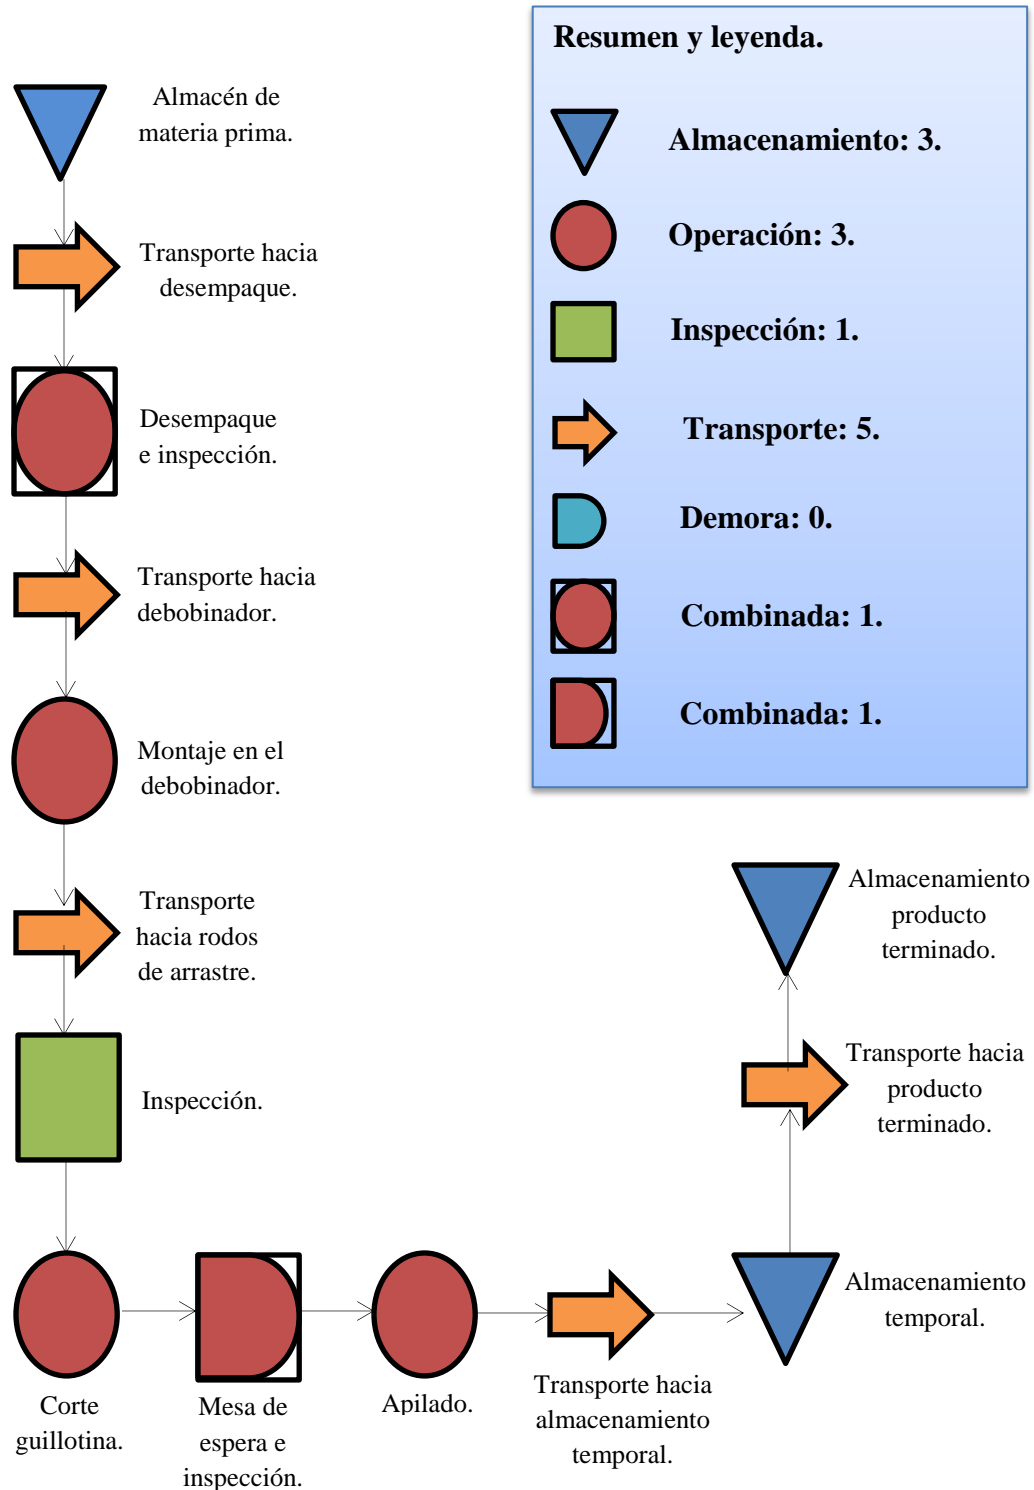 Resumen y leyenda.
Almacenamiento: 3.
Operación: 3.
Inspección: 1.
Transporte: 5.
Demora: 0.
Combinada: 1.
Combinada: 1.
Almacén de
materia prima.
Transporte hacia
desempaque.
Desempaque
e inspección.
Transporte hacia
debobinador.
Montaje en el
debobinador.
Transporte
hacia rodos
de arrastre.
Inspección.
Corte
guillotina.
Mesa de
espera e
inspección.
Apilado.
Transporte hacia
almacenamiento
temporal.
Almacenamiento
temporal.
Transporte hacia
producto
terminado.
Almacenamiento
producto
terminado.